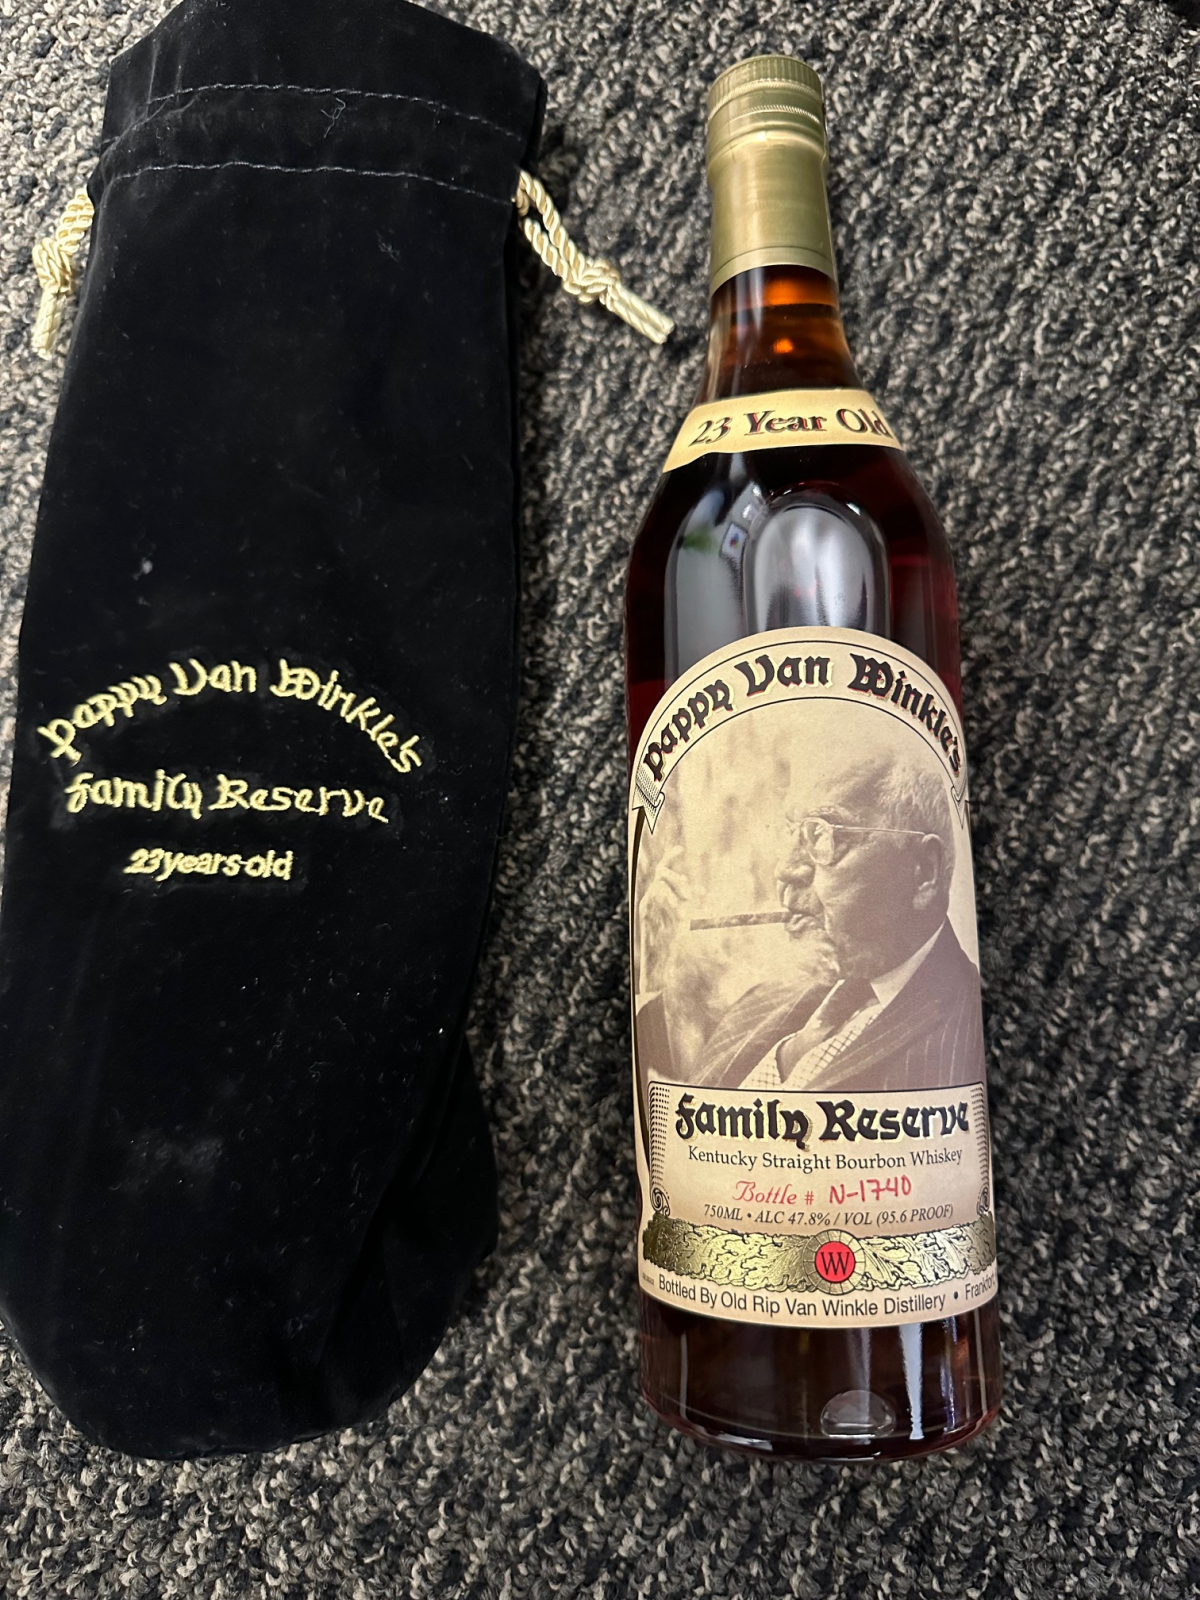 Pappy Van Winkle's
Family Reserve
23 years old
23 Year Old
Pappy Van Winkle's
Family Reserve
Kentucky Straight Bourbon Whiskey
Bottle # N-1740
750ML • ALC 47.8% / VOL (95.6 PROOF)
VW
Bottled By Old Rip Van Winkle Distillery •